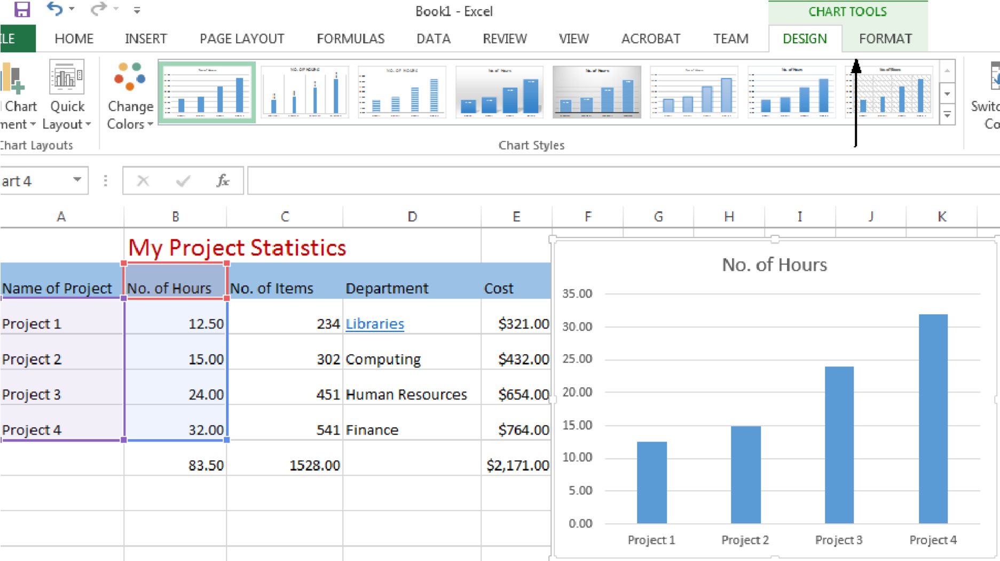 Book1 - Excel
CHART TOOLS
ILE HOME INSERT PAGE LAYOUT FORMULAS DATA REVIEW VIEW ACROBAT TEAM DESIGN FORMAT
Chart Quick Change
ment Layout Colors
Chart Layouts Chart Styles
art 4 fx
A B C D E F G H I J K
My Project Statistics
Name of Project No. of Hours No. of Items Department Cost
Project 1 12.50 234 Libraries $321.00
Project 2 15.00 302 Computing $432.00
Project 3 24.00 451 Human Resources $654.00
Project 4 32.00 541 Finance $764.00
83.50 1528.00 $2,171.00
No. of Hours
35.00
30.00
25.00
20.00
15.00
10.00
5.00
0.00
Project 1 Project 2 Project 3 Project 4